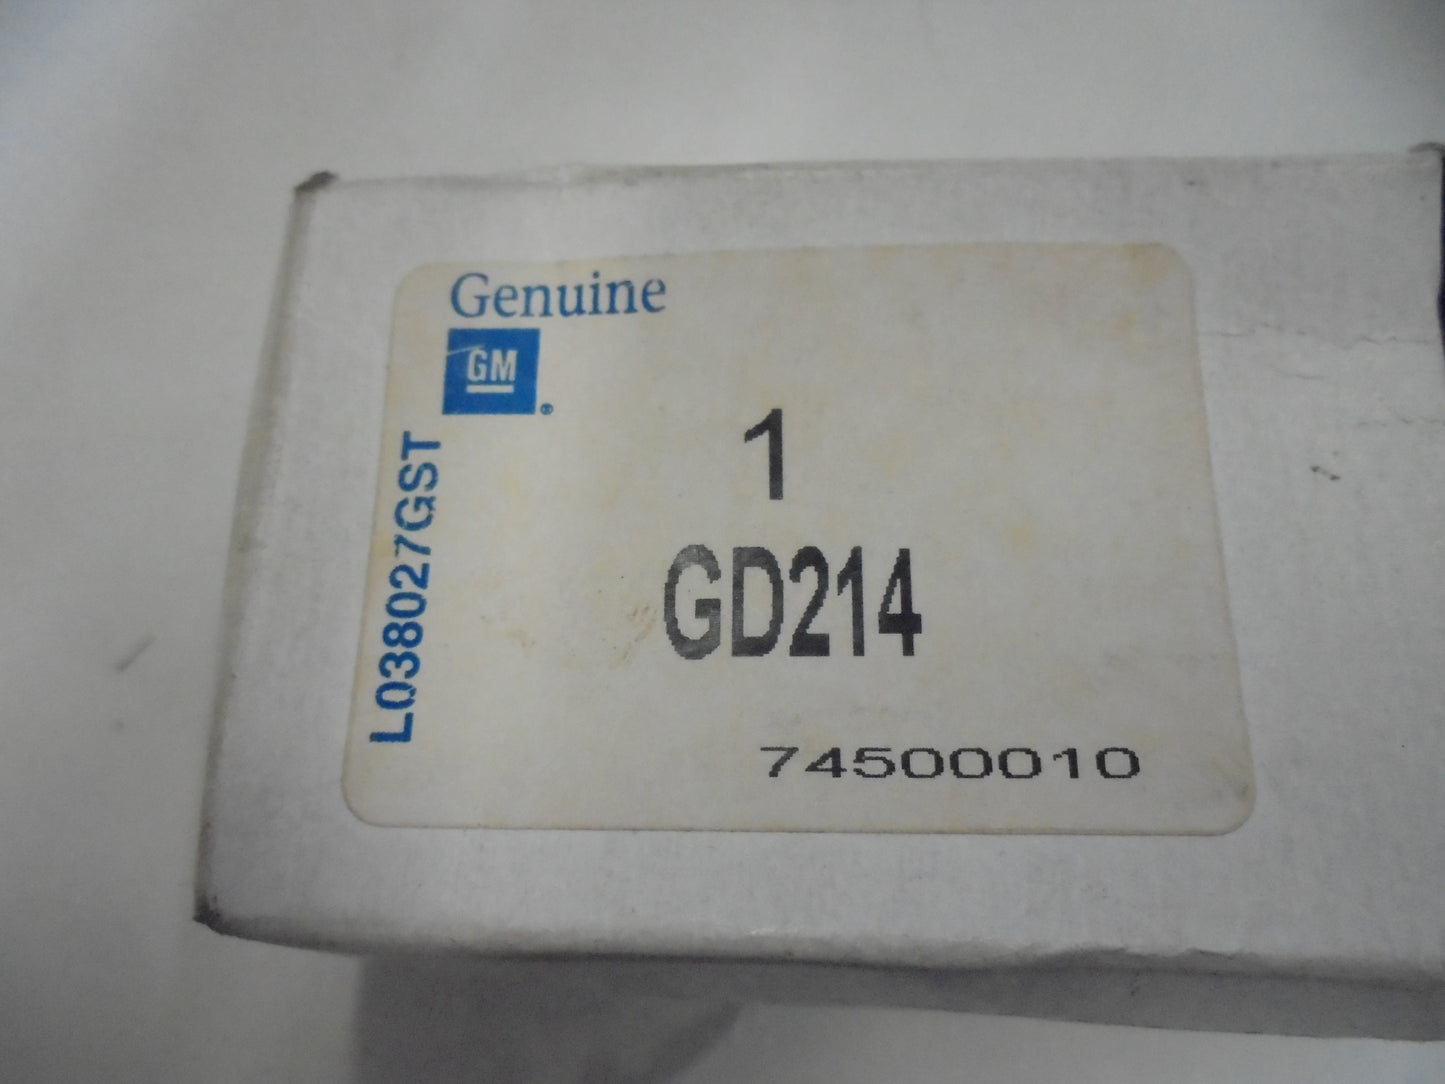 Genuine
GM®
L038027GST
1
GD214
74500010